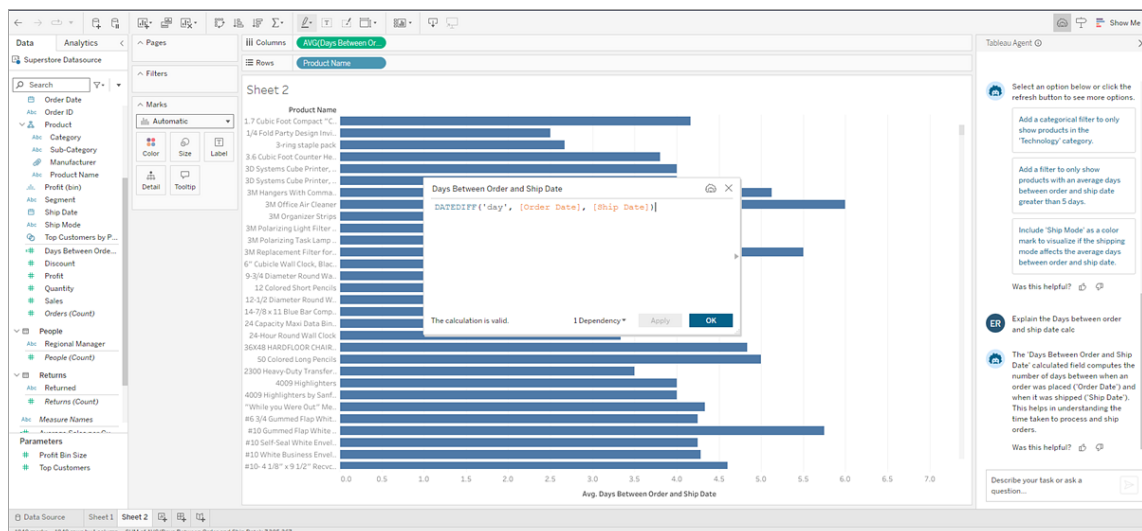 Show Me
Data
Analytics
Superstore Datasource
Search
Order Date
Abc Order ID
Product
Abc Category
Abc Sub-Category
Manufacturer
Abc Product Name
Profit (bin)
Abc Segment
Ship Date
Abc Ship Mode
Top Customers by P...
Days Between Orde...
Discount
Profit
Quantity
Sales
Orders (Count)
People
Abc Regional Manager
People (Count)
Returns
Abc Returned
Returns (Count)
Abc Measure Names
Parameters
Profit Bin Size
Top Customers
Pages
Filters
Marks
Automatic
Color
Size
Label
Detail
Tooltip
Columns
AVG(Days Between Or...
Rows
Product Name
Sheet 2
Product Name
1.7 Cubic Foot Compact "C...
1/4 Fold Party Design Invi...
3-ring staple pack
3.6 Cubic Foot Counter He...
3D Systems Cube Printer, ...
3D Systems Cube Printer, ...
3M Hangers With Comma...
3M Office Air Cleaner
3M Organizer Strips
3M Polarizing Light Filter ...
3M Polarizing Task Lamp ...
3M Replacement Filter for...
6" Cubicle Wall Clock, Blac...
9-3/4 Diameter Round Wa...
12 Colored Short Pencils
12-1/2 Diameter Round W...
14-7/8 x 11 Blue Bar Comp...
24 Capacity Maxi Data Bin...
24-Hour Round Wall Clock
36X48 HARDFLOOR CHAIR...
50 Colored Long Pencils
2300 Heavy-Duty Transfer...
4009 Highlighters
4009 Highlighters by Sanf...
"While you Were Out" Me...
#6 3/4 Gummed Flap Whit...
#10 Gummed Flap White ...
#10 Self-Seal White Envel...
#10 White Business Envel...
#10- 4 1/8" x 9 1/2" Recyc...
0.0 0.5 1.0 1.5 2.0 2.5 3.0 3.5 4.0 4.5 5.0 5.5 6.0 6.5 7.0
Avg. Days Between Order and Ship Date
Days Between Order and Ship Date
DATEDIFF('day', [Order Date], [Ship Date])
The calculation is valid.
1 Dependency
Apply
OK
Tableau Agent
Select an option below or click the
refresh button to see more options.
Add a categorical filter to only
show products in the
'Technology' category.
Add a filter to only show
products with an average days
between order and ship date
greater than 5 days.
Include 'Ship Mode' as a color
mark to visualize if the shipping
mode affects the average days
between order and ship date.
Was this helpful?
ER
Explain the Days between order
and ship date calc
The 'Days Between Order and Ship
Date' calculated field computes the
number of days between when an
order was placed ('Order Date') and
when it was shipped ('Ship Date').
This helps in understanding the
time taken to process and ship
orders.
Was this helpful?
Describe your task or ask a
question...
Data Source
Sheet 1
Sheet 2